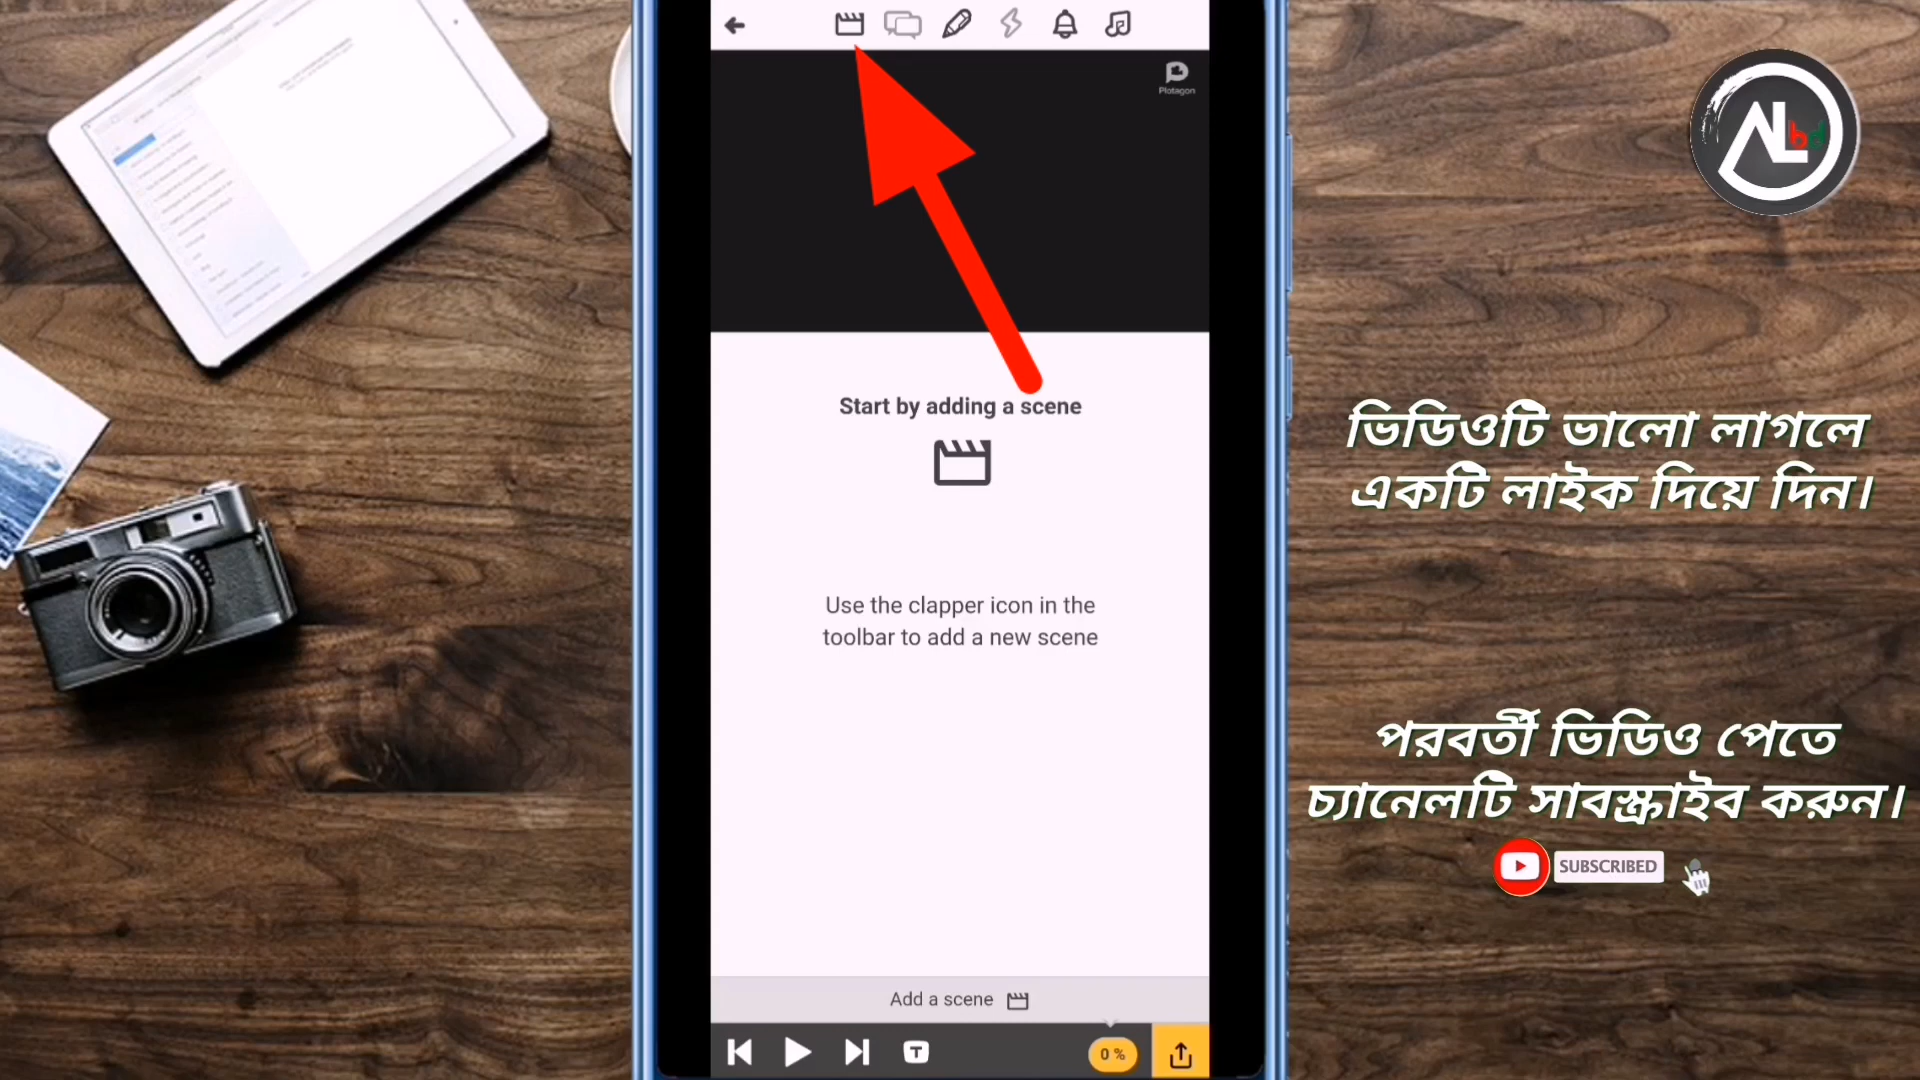 Plotagon
ALbd
Start by adding a scene
ভিডিওটি ভালো লাগলে
একটি লাইক দিয়ে দিন।
Use the clapper icon in the
toolbar to add a new scene
পরবর্তী ভিডিও পেতে
চ্যানেলটি সাবস্ক্রাইব করুন।
SUBSCRIBED
Add a scene
T
0 %